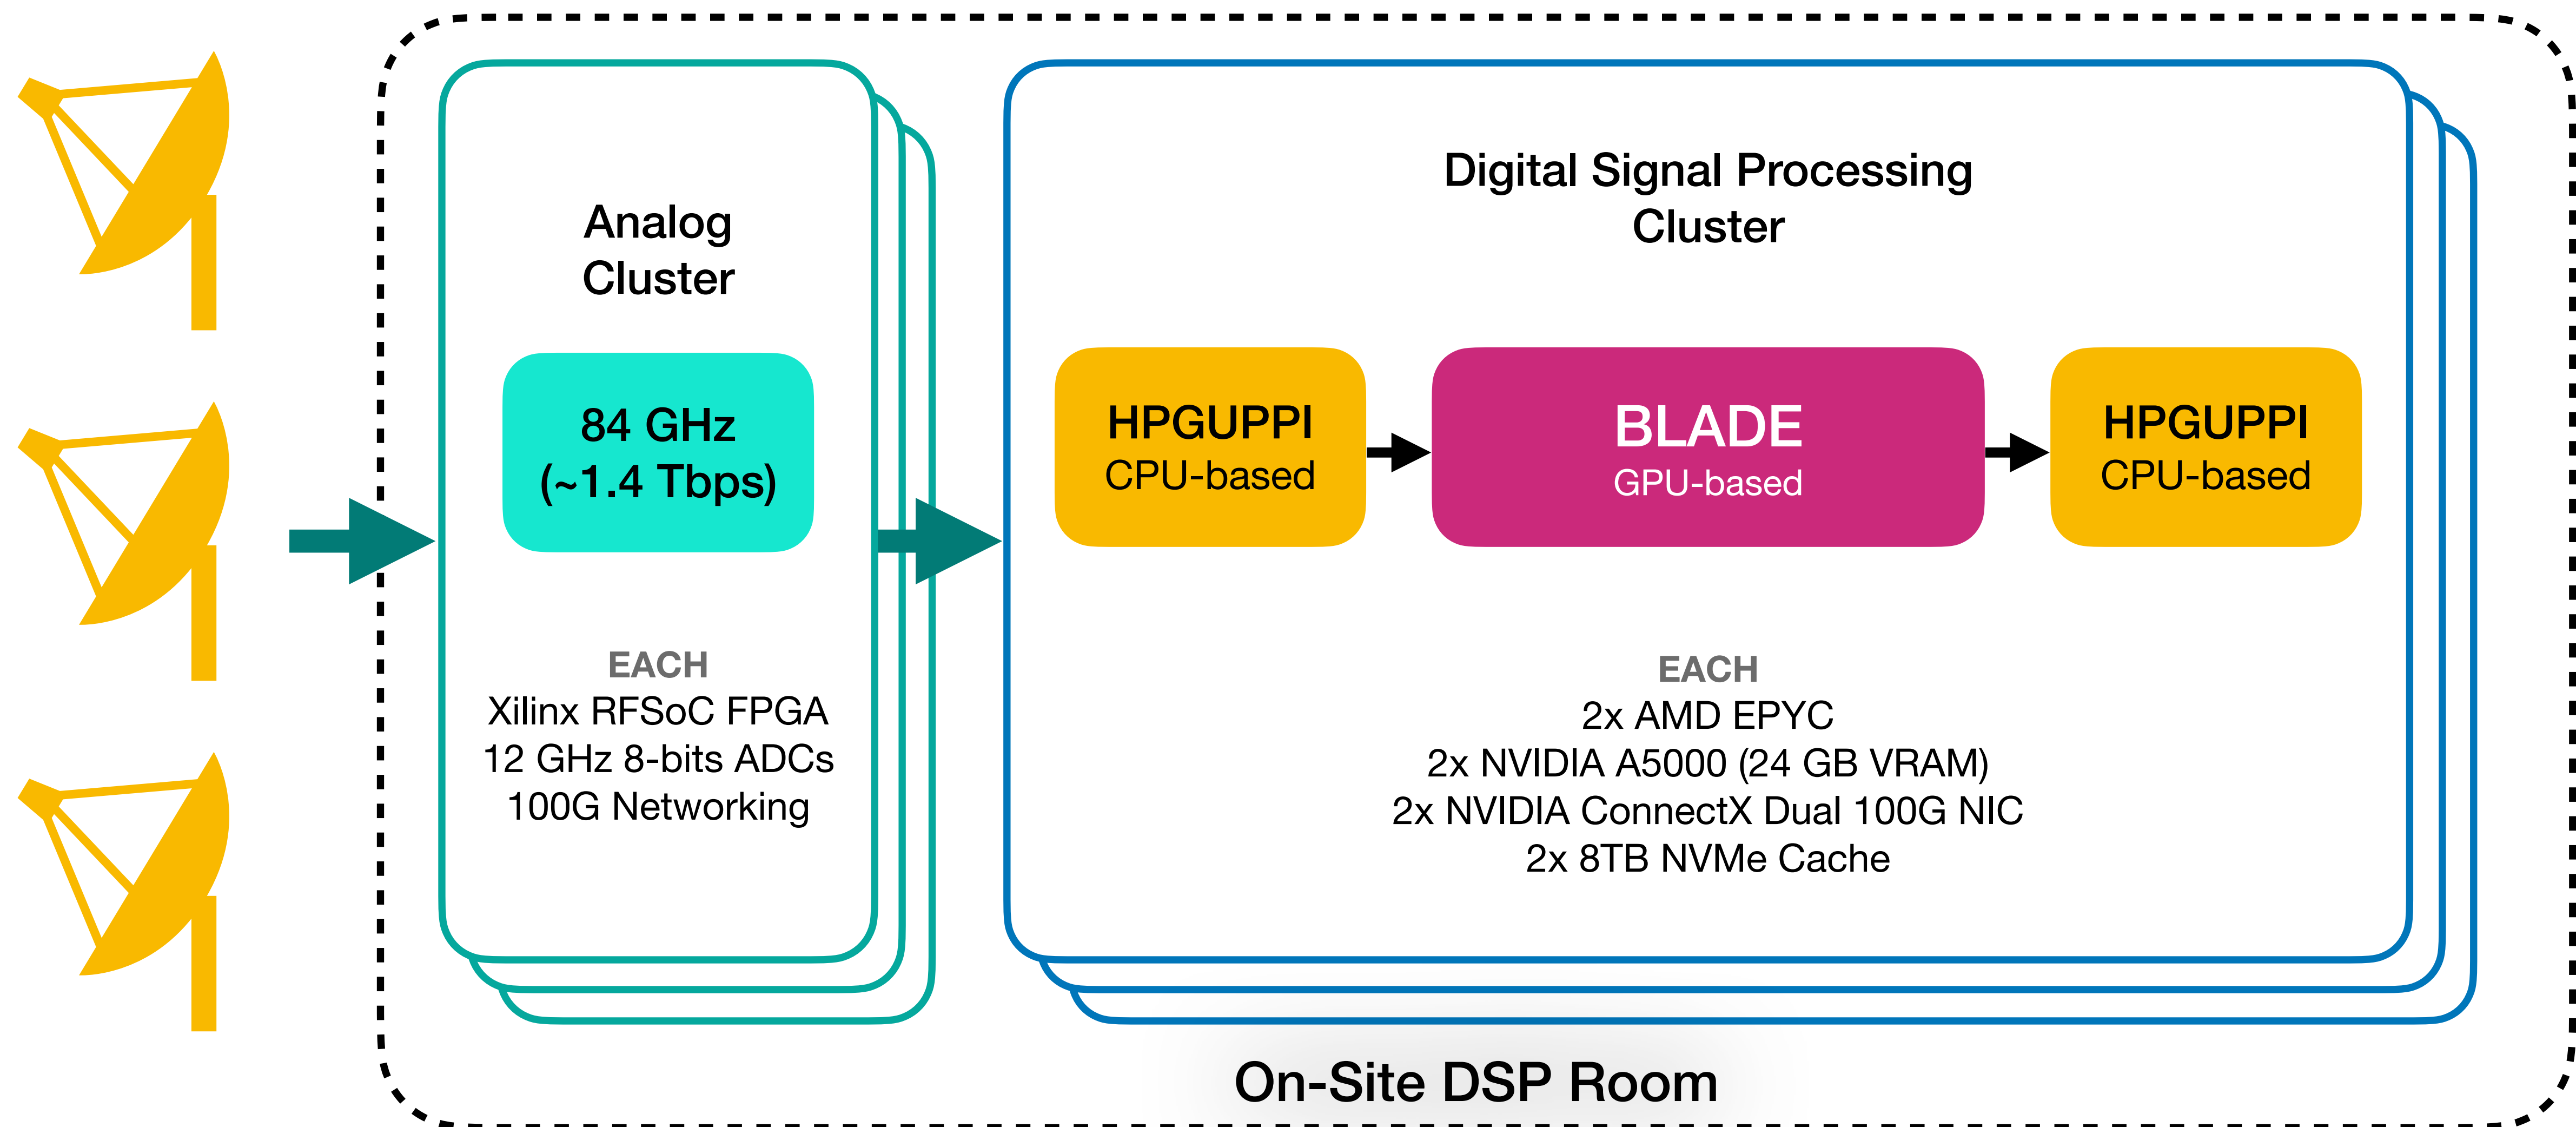 Analog
Cluster
84 GHz
(~1.4 Tbps)
EACH
Xilinx RFSoC FPGA
12 GHz 8-bits ADCs
100G Networking
Digital Signal Processing
Cluster
HPGUPPI
CPU-based
BLADE
GPU-based
HPGUPPI
CPU-based
EACH
2x AMD EPYC
2x NVIDIA A5000 (24 GB VRAM)
2x NVIDIA ConnectX Dual 100G NIC
2x 8TB NVMe Cache
On-Site DSP Room